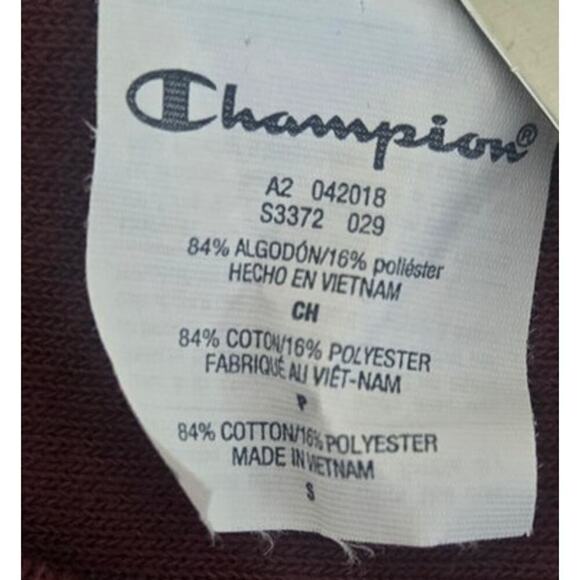 Champion®
A2 042018
S3372 029
84% ALGODÓN/16% poliéster
HECHO EN VIETNAM
CH
84% COTON/16% POLYESTER
FABRIQUÉ AU VIÊT-NAM
P
84% COTTON/16% POLYESTER
MADE IN VIETNAM
S